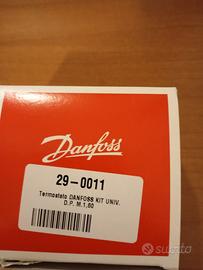 Danfoss
29-0011
Termostato DANFOSS KIT UNIV.
D.P. M.1,60
subito